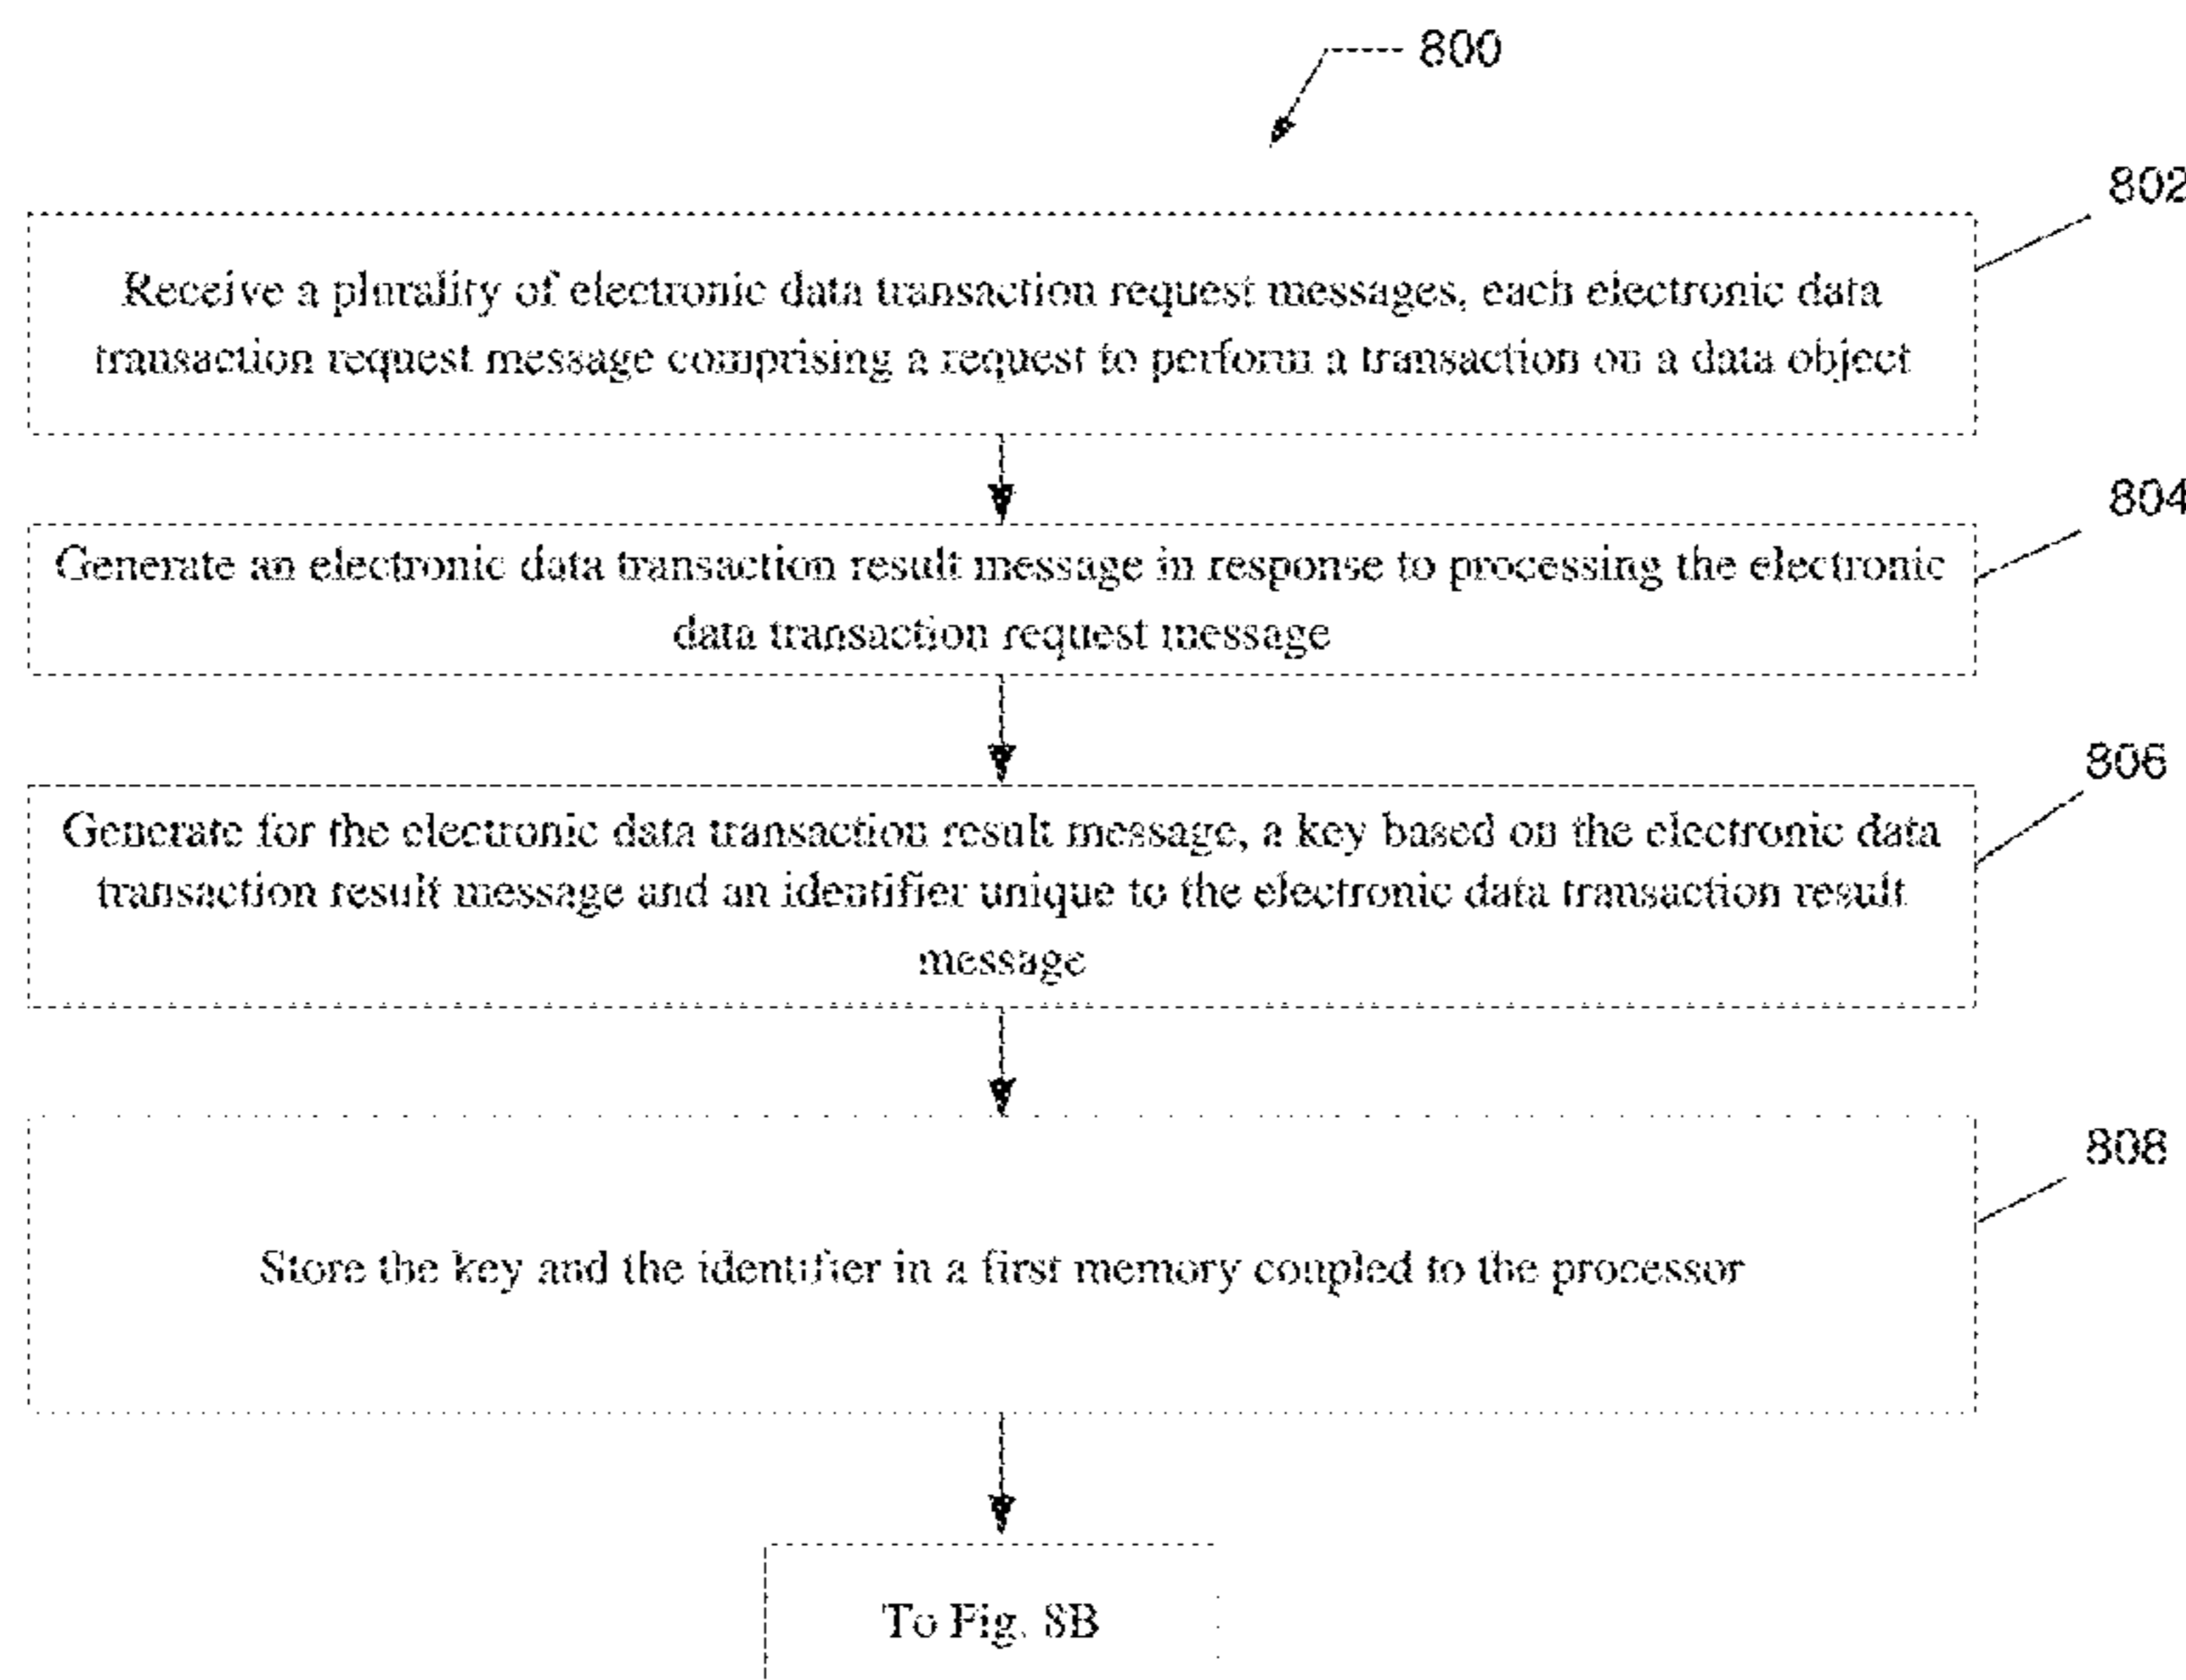 800
802
Receive a plurality of electronic data transaction request messages, each electronic data
transaction request message comprising a request to perform a transaction on a data object
804
Generate an electronic data transaction result message in response to processing the electronic
data transaction request message
806
Generate for the electronic data transaction result message, a key based on the electronic data
transaction result message and an identifier unique to the electronic data transaction result
message
808
Store the key and the identifier in a first memory coupled to the processor
To Fig. 8B